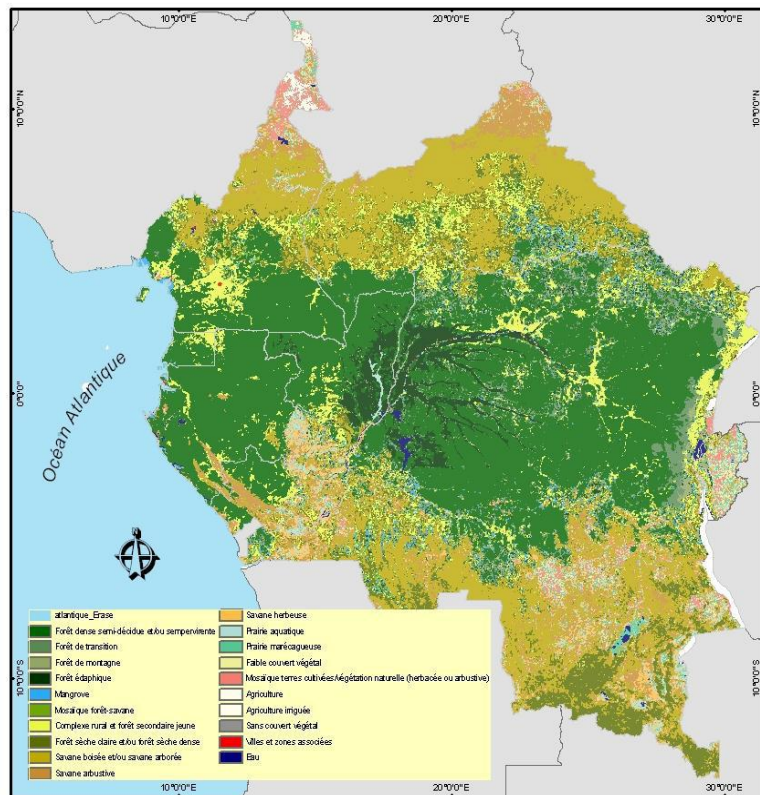 10°0'0"E 20°0'0"E 30°0'0"E
10°0'0"N
10°0'0"N
0°0'0"
0°0'0"
Océan Atlantique
10°0'0"S
10°0'0"S
atlantique_Erase
Forêt dense semi-décidue et/ou sempervirente
Forêt de transition
Forêt de montagne
Forêt édaphique
Mangrove
Mosaïque forêt-savane
Complexe rural et forêt secondaire jeune
Forêt sèche claire et/ou forêt sèche dense
Savane boisée et/ou savane arborée
Savane arbustive
Savane herbeuse
Prairie aquatique
Prairie marécageuse
Faible couvert végétal
Mosaïque terres cultivées/végétation naturelle (herbacée ou arbustive)
Agriculture
Agriculture irriguée
Sans couvert végétal
Villes et zones associées
Eau
10°0'0"E 20°0'0"E 30°0'0"E